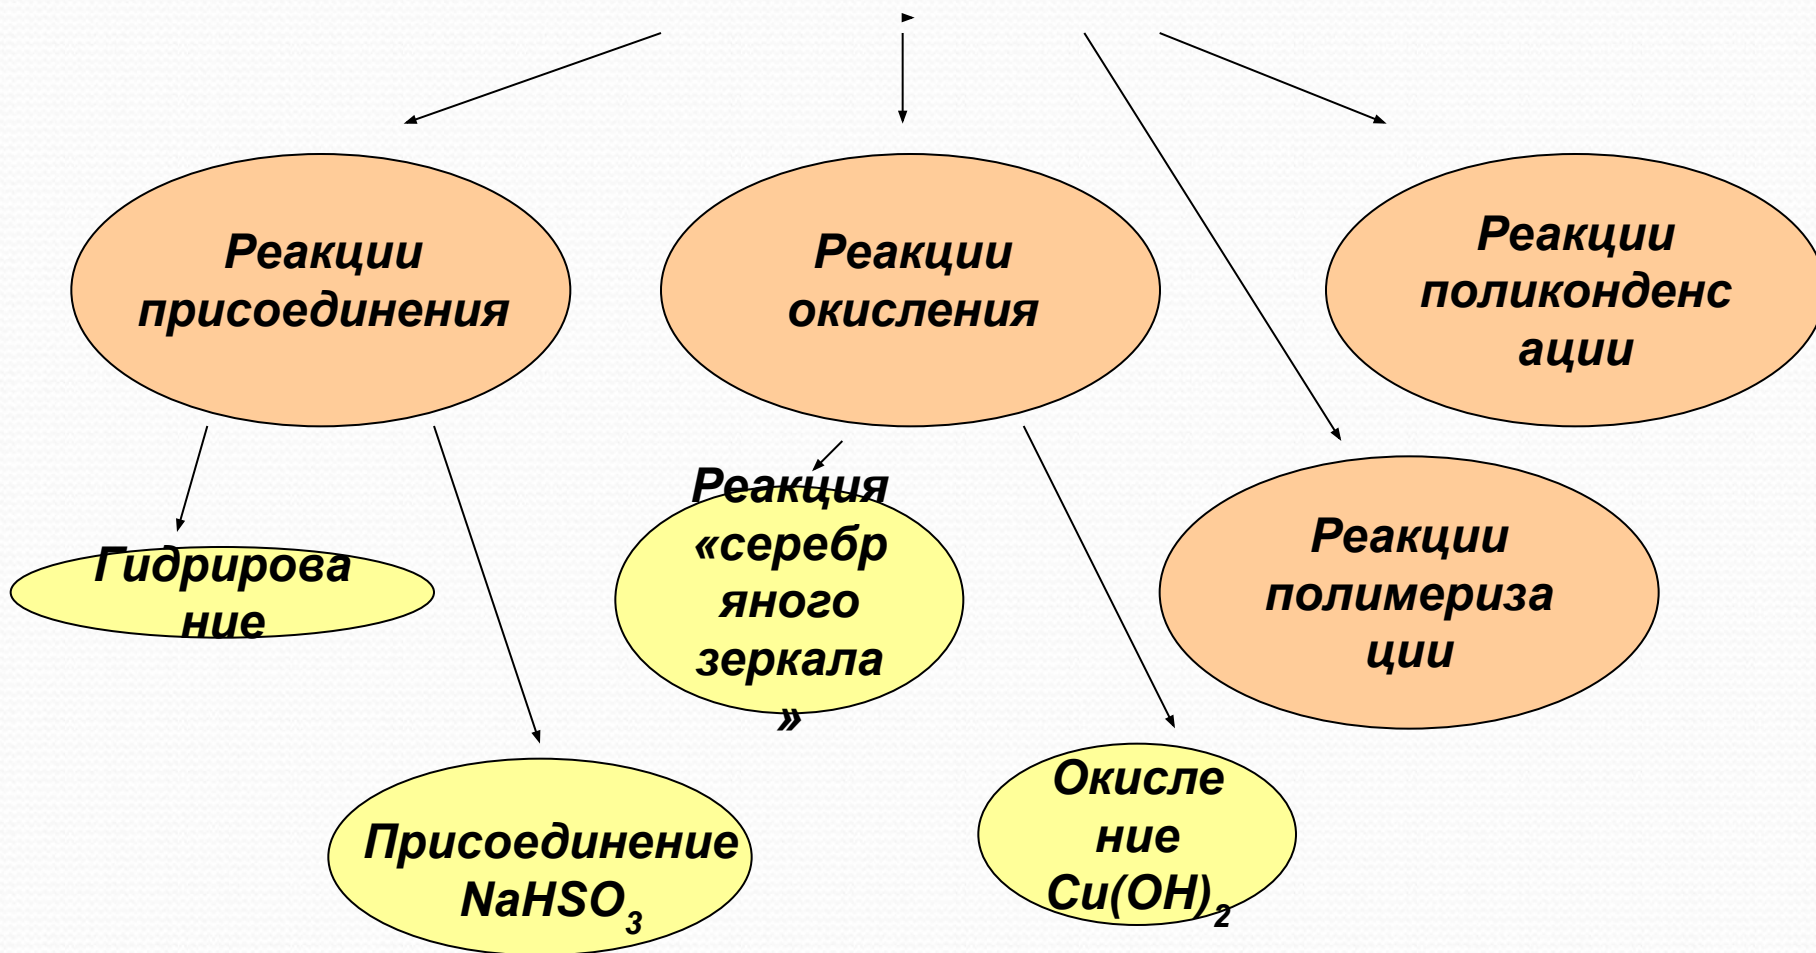 Реакции
присоединения
Реакции
окисления
Реакции
поликонденс
ации
Реакция
«серебр
яного
зеркала
»
Гидрирова
ние
Реакции
полимериза
ции
Присоединение
NaHSO₃
Окисле
ние
Cu(OH)₂